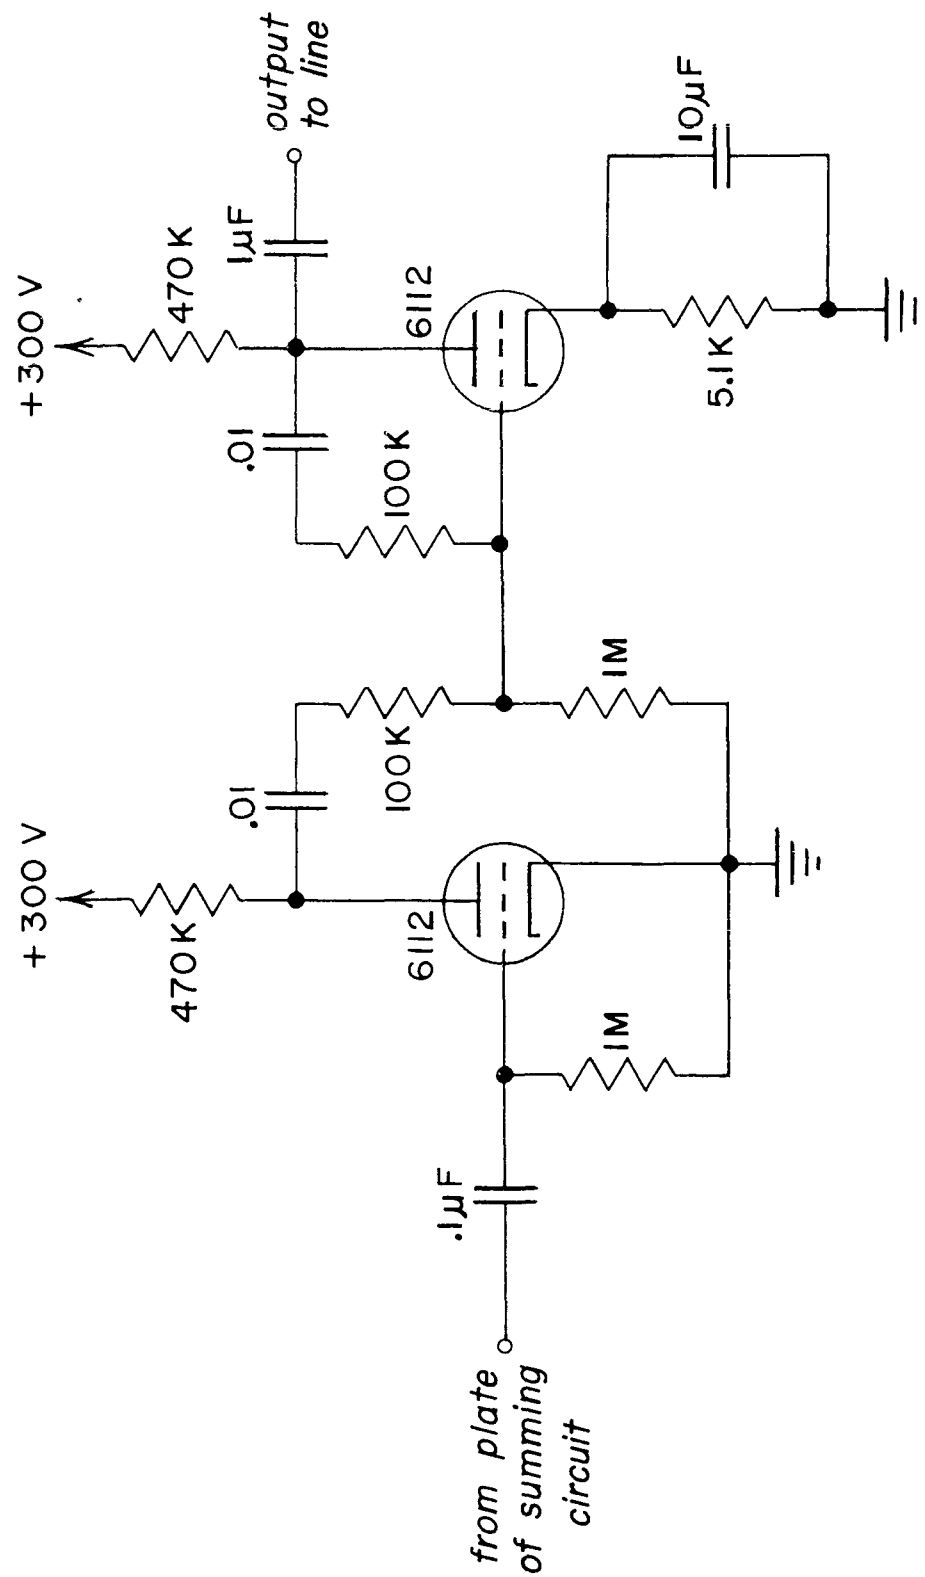 +300 V
+300 V
470K
470K
.01
.01
1μF
output
to line
100K
100K
6112
6112
.1μF
from plate
of summing
circuit
1M
1M
5.1K
10μF